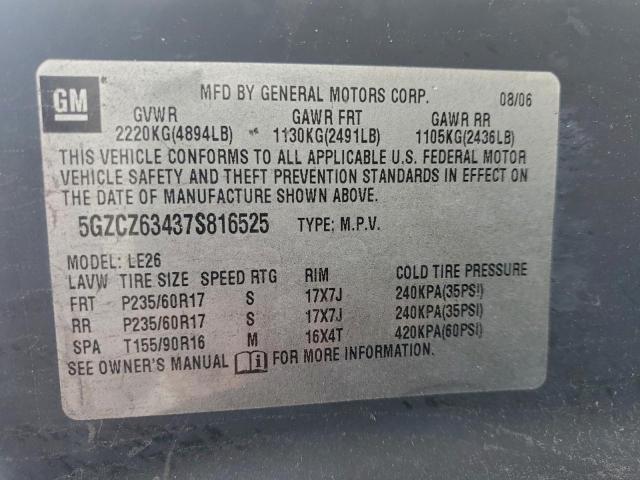 GM
MFD BY GENERAL MOTORS CORP. 08/06
GVWR GAWR FRT GAWR RR
2220KG(4894LB) 1130KG(2491LB) 1105KG(2436LB)
THIS VEHICLE CONFORMS TO ALL APPLICABLE U.S. FEDERAL MOTOR
VEHICLE SAFETY AND THEFT PREVENTION STANDARDS IN EFFECT ON
THE DATE OF MANUFACTURE SHOWN ABOVE.
5GZCZ63437S816525 TYPE: M.P.V.
MODEL: LE26
LAVW TIRE SIZE SPEED RTG RIM COLD TIRE PRESSURE
FRT P235/60R17 S 17X7J 240KPA(35PSI)
RR P235/60R17 S 17X7J 240KPA(35PSI)
SPA T155/90R16 M 16X4T 420KPA(60PSI)
SEE OWNER'S MANUAL FOR MORE INFORMATION.